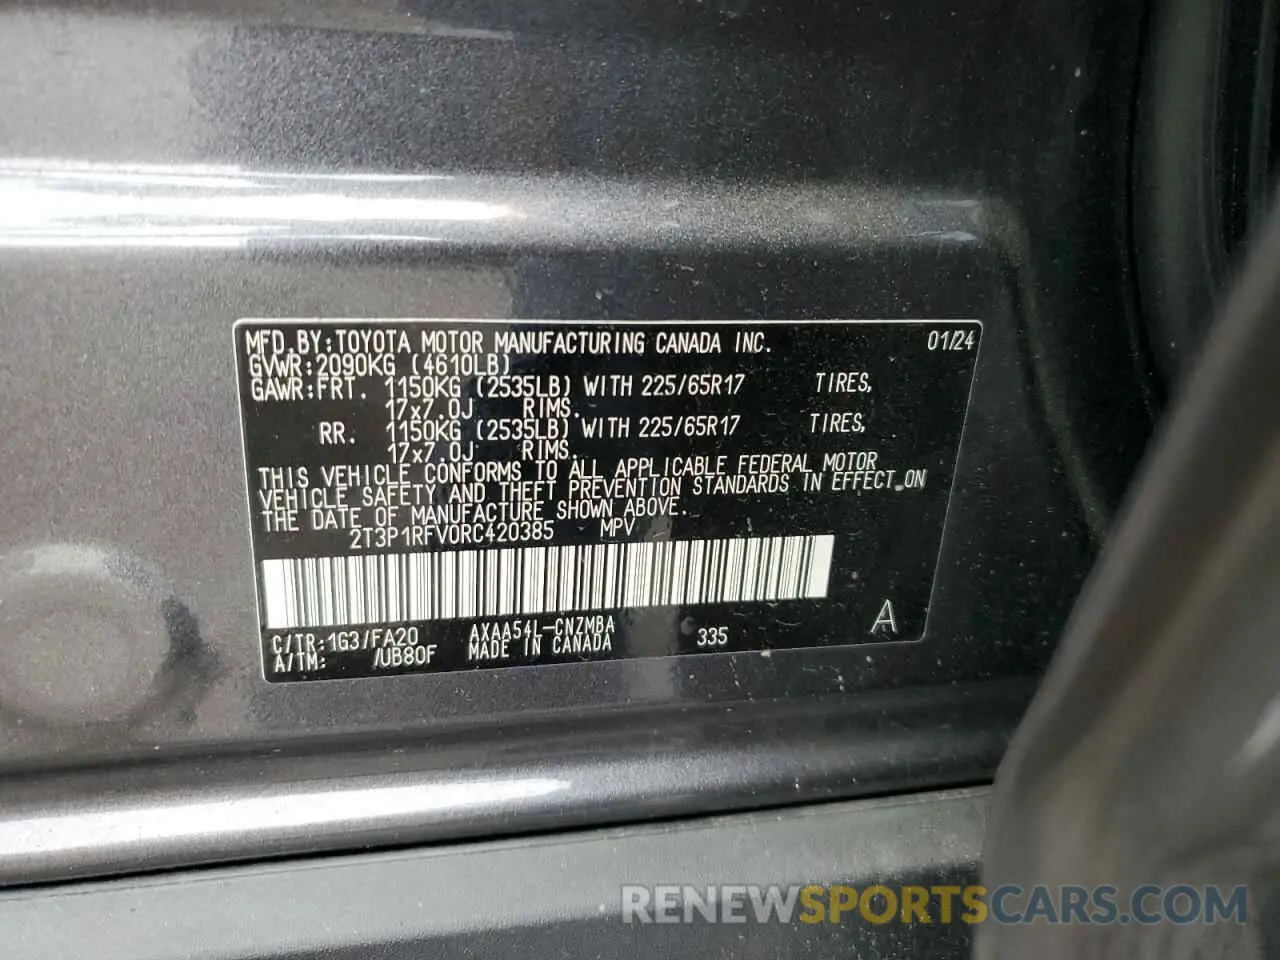 MFD.BY:TOYOTA MOTOR MANUFACTURING CANADA INC. 01/24
GVWR:2090KG (4610LB)
GAWR:FRT. 1150KG (2535LB) WITH 225/65R17 TIRES,
17x7.0J RIMS.
RR. 1150KG (2535LB) WITH 225/65R17 TIRES,
17x7.0J RIMS.
THIS VEHICLE CONFORMS TO ALL APPLICABLE FEDERAL MOTOR
VEHICLE SAFETY AND THEFT PREVENTION STANDARDS IN EFFECT ON
THE DATE OF MANUFACTURE SHOWN ABOVE.
2T3P1RFV0RC420385 MPV
C/TR:1G3/FA20 AXAA54L-CNZMBA 335 A
A/TM: /UB80F MADE IN CANADA
RENEWSPORTSCARS.COM